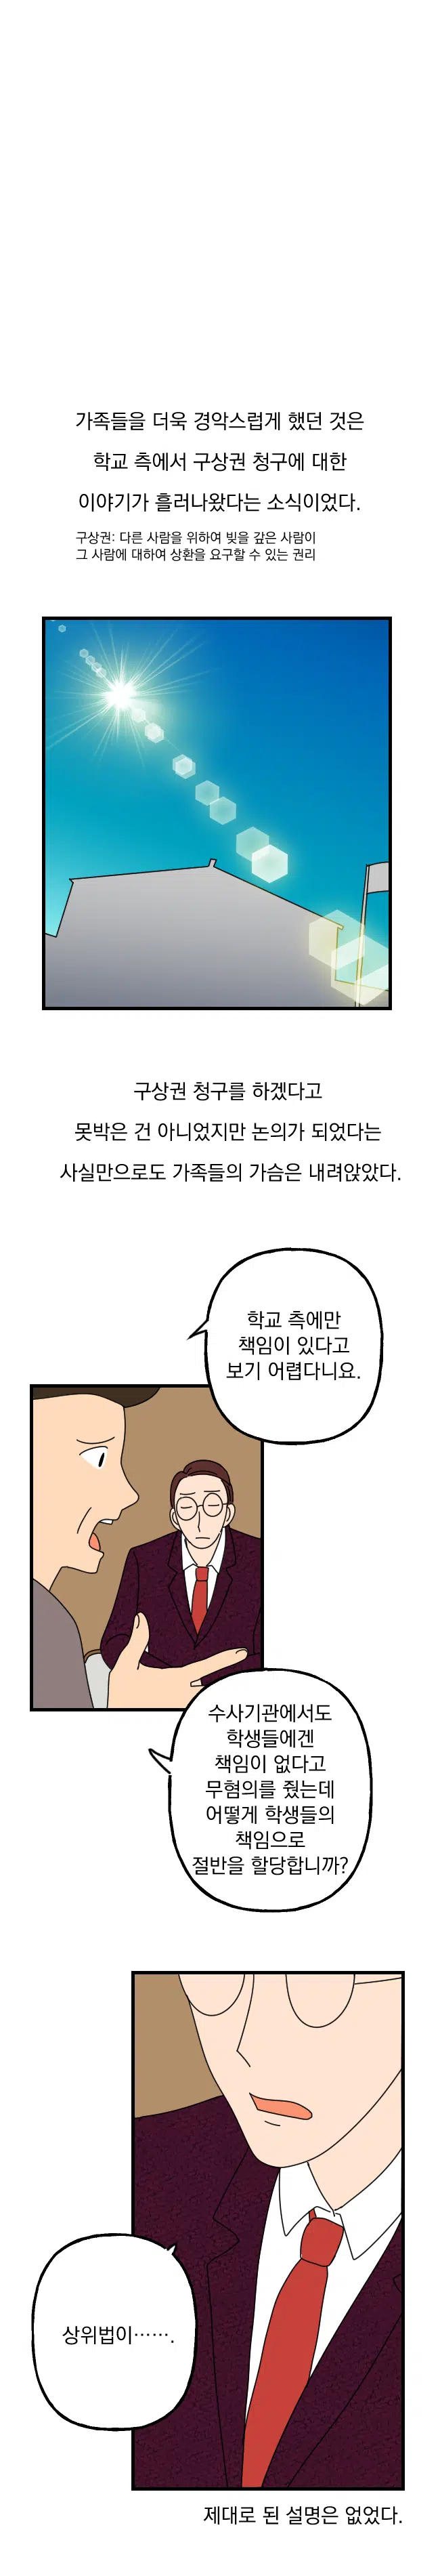 가족들을 더욱 경악스럽게 했던 것은
학교 측에서 구상권 청구에 대한
이야기가 흘러나왔다는 소식이었다.
구상권: 다른 사람을 위하여 빚을 갚은 사람이
그 사람에 대하여 상환을 요구할 수 있는 권리
구상권 청구를 하겠다고
못박은 건 아니었지만 논의가 되었다는
사실만으로도 가족들의 가슴은 내려앉았다.
학교 측에만
책임이 있다고
보기 어렵다니요.
수사기관에서도
학생들에겐
책임이 없다고
무혐의를 줬는데
어떻게 학생들의
책임으로
절반을 할당합니까?
상위법이…….
제대로 된 설명은 없었다.